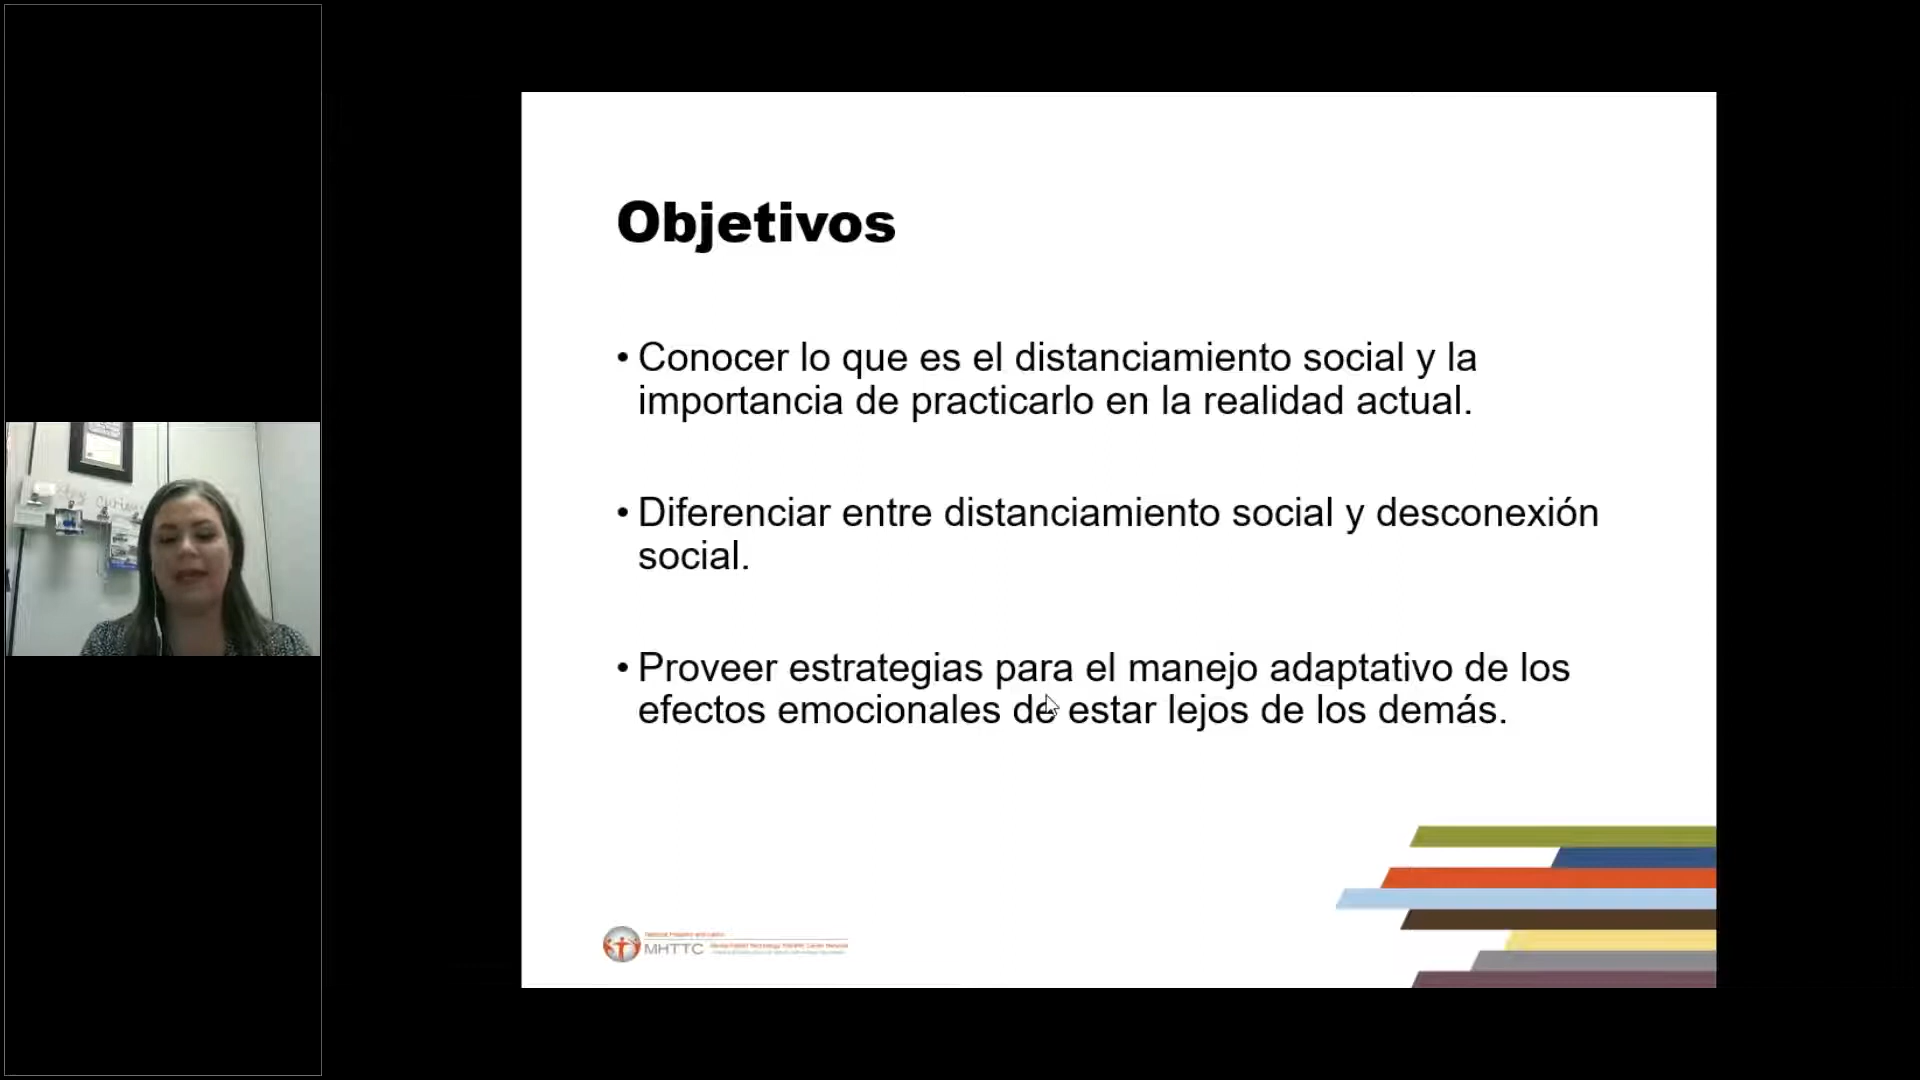 Objetivos
• Conocer lo que es el distanciamiento social y la
importancia de practicarlo en la realidad actual.
• Diferenciar entre distanciamiento social y desconexión
social.
• Proveer estrategias para el manejo adaptativo de los
efectos emocionales de estar lejos de los demás.
MHTTC